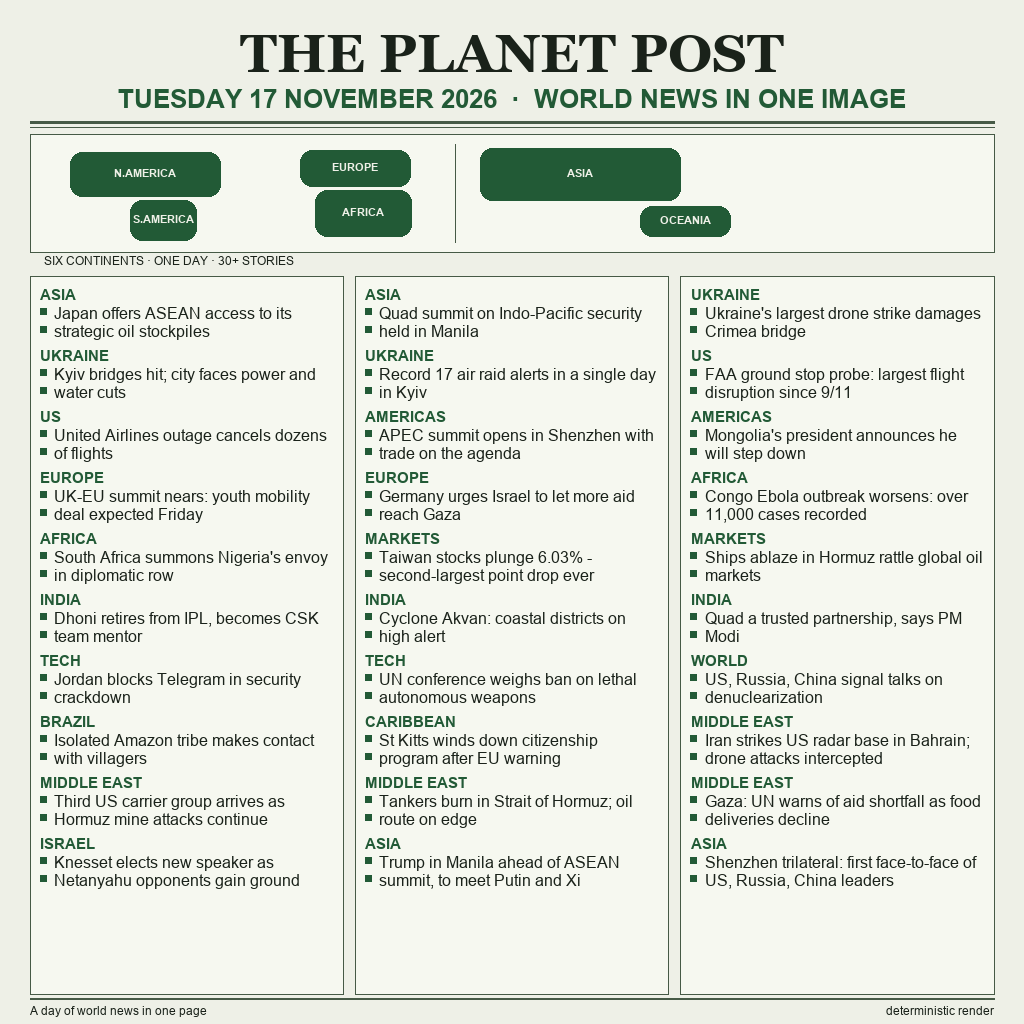 THE PLANET POST
TUESDAY 17 NOVEMBER 2026 · WORLD NEWS IN ONE IMAGE
N.AMERICA
S.AMERICA
EUROPE
AFRICA
ASIA
OCEANIA
SIX CONTINENTS · ONE DAY · 30+ STORIES
ASIA
Japan offers ASEAN access to its
strategic oil stockpiles
UKRAINE
Kyiv bridges hit; city faces power and
water cuts
US
United Airlines outage cancels dozens
of flights
EUROPE
UK-EU summit nears: youth mobility
deal expected Friday
AFRICA
South Africa summons Nigeria's envoy
in diplomatic row
INDIA
Dhoni retires from IPL, becomes CSK
team mentor
TECH
Jordan blocks Telegram in security
crackdown
BRAZIL
Isolated Amazon tribe makes contact
with villagers
MIDDLE EAST
Third US carrier group arrives as
Hormuz mine attacks continue
ISRAEL
Knesset elects new speaker as
Netanyahu opponents gain ground
ASIA
Quad summit on Indo-Pacific security
held in Manila
UKRAINE
Record 17 air raid alerts in a single day
in Kyiv
AMERICAS
APEC summit opens in Shenzhen with
trade on the agenda
EUROPE
Germany urges Israel to let more aid
reach Gaza
MARKETS
Taiwan stocks plunge 6.03% -
second-largest point drop ever
INDIA
Cyclone Akvan: coastal districts on
high alert
TECH
UN conference weighs ban on lethal
autonomous weapons
CARIBBEAN
St Kitts winds down citizenship
program after EU warning
MIDDLE EAST
Tankers burn in Strait of Hormuz; oil
route on edge
ASIA
Trump in Manila ahead of ASEAN
summit, to meet Putin and Xi
UKRAINE
Ukraine's largest drone strike damages
Crimea bridge
US
FAA ground stop probe: largest flight
disruption since 9/11
AMERICAS
Mongolia's president announces he
will step down
AFRICA
Congo Ebola outbreak worsens: over
11,000 cases recorded
MARKETS
Ships ablaze in Hormuz rattle global oil
markets
INDIA
Quad a trusted partnership, says PM
Modi
WORLD
US, Russia, China signal talks on
denuclearization
MIDDLE EAST
Iran strikes US radar base in Bahrain;
drone attacks intercepted
MIDDLE EAST
Gaza: UN warns of aid shortfall as food
deliveries decline
ASIA
Shenzhen trilateral: first face-to-face of
US, Russia, China leaders
A day of world news in one page
deterministic render